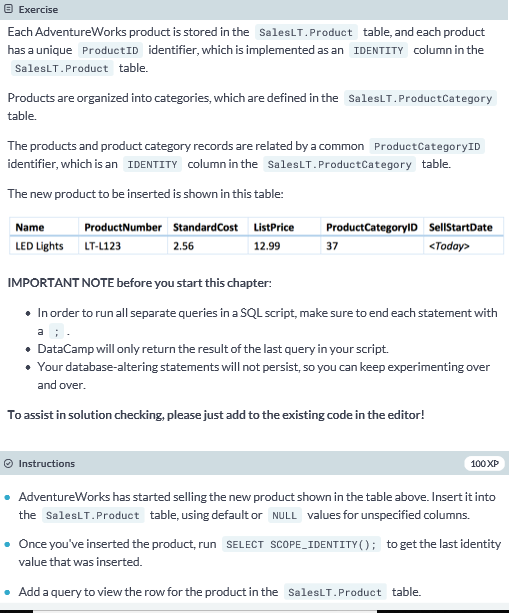 Exercise
Each AdventureWorks product is stored in the SalesLT.Product table, and each product
has a unique ProductID identifier, which is implemented as an IDENTITY column in the
SalesLT.Product table.
Products are organized into categories, which are defined in the SalesLT.ProductCategory
table.
The products and product category records are related by a common ProductCategoryID
identifier, which is an IDENTITY column in the SalesLT.ProductCategory table.
The new product to be inserted is shown in this table:
Name ProductNumber StandardCost ListPrice ProductCategoryID SellStartDate
LED Lights LT-L123 2.56 12.99 37 <Today>
IMPORTANT NOTE before you start this chapter:
• In order to run all separate queries in a SQL script, make sure to end each statement with
a ; .
• DataCamp will only return the result of the last query in your script.
• Your database-altering statements will not persist, so you can keep experimenting over
and over.
To assist in solution checking, please just add to the existing code in the editor!
Instructions 100 XP
• AdventureWorks has started selling the new product shown in the table above. Insert it into
the SalesLT.Product table, using default or NULL values for unspecified columns.
• Once you've inserted the product, run SELECT SCOPE_IDENTITY(); to get the last identity
value that was inserted.
• Add a query to view the row for the product in the SalesLT.Product table.